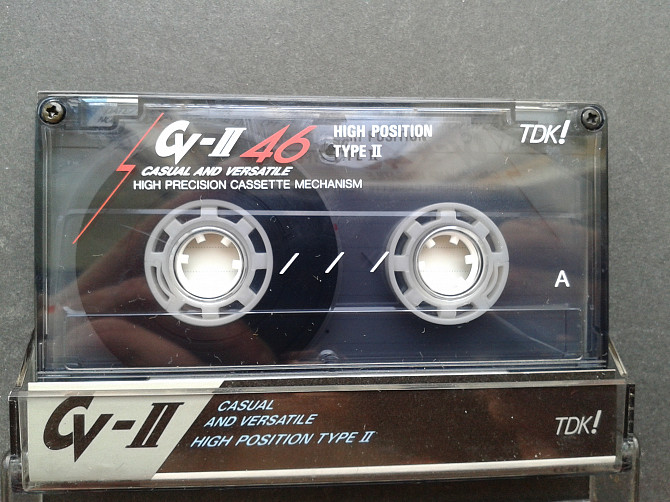 CV-II 46
HIGH POSITION
TYPE II
TDK!
CASUAL AND VERSATILE
HIGH PRECISION CASSETTE MECHANISM
A
CV-II
CASUAL
AND VERSATILE
HIGH POSITION TYPE II
TDK!